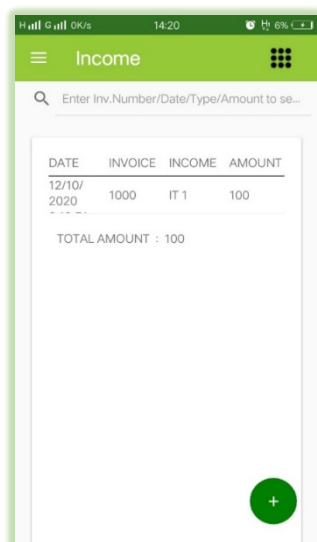 H G 0K/s 14:20 6%
Income
Enter Inv.Number/Date/Type/Amount to se...
DATE INVOICE INCOME AMOUNT
12/10/
2020 1000 IT 1 100
TOTAL AMOUNT : 100
+